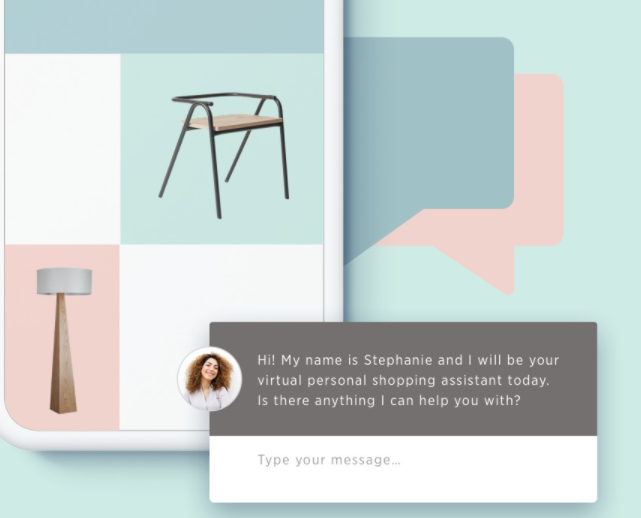 Hi! My name is Stephanie and I will be your
virtual personal shopping assistant today.
Is there anything I can help you with?
Type your message...